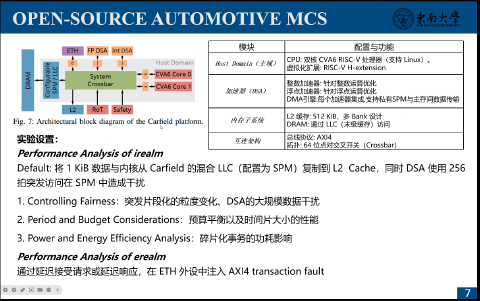 OPEN-SOURCE AUTOMOTIVE MCS
東南大學
ETH
FP DSA
Int DSA
Host Domain
DRAM
Configurable
SPM / LLC
System
Crossbar
CVA6 Core 0
CVA6 Core 1
L2
RoT
Safety
Fig. 7: Architectural block diagram of the Carfield platform.
模块
配置与功能
Host Domain（主域）
CPU: 双核 CVA6 RISC-V 处理器（支持 Linux）。
虚拟化扩展: RISC-V H-extension
加速器（DSA）
整数加速器: 针对整数运算优化
浮点加速器: 针对浮点运算优化
DMA引擎:每个加速器集成,支持私有SPM与主存间数据传输
内存子系统
L2 缓存: 512 KiB，多 Bank 设计
DRAM: 通过 LLC（末级缓存）访问
互连架构
总线协议: AXI4
拓扑: 64 位点对交叉开关（Crossbar）
实验设置：
Performance Analysis of irealm
Default: 将 1 KiB 数据与内核从 Carfield 的混合 LLC（配置为 SPM）复制到 L2 Cache，同时 DSA 使用 256
拍突发访问在 SPM 中造成干扰
1. Controlling Fairness：突发片段化的粒度变化、DSA的大规模数据干扰
2. Period and Budget Considerations：预算平衡以及时间片大小的性能
3. Power and Energy Efficiency Analysis：碎片化事务的功耗影响
Performance Analysis of erealm
通过延迟接受请求或延迟响应，在 ETH 外设中注入 AXI4 transaction fault
7